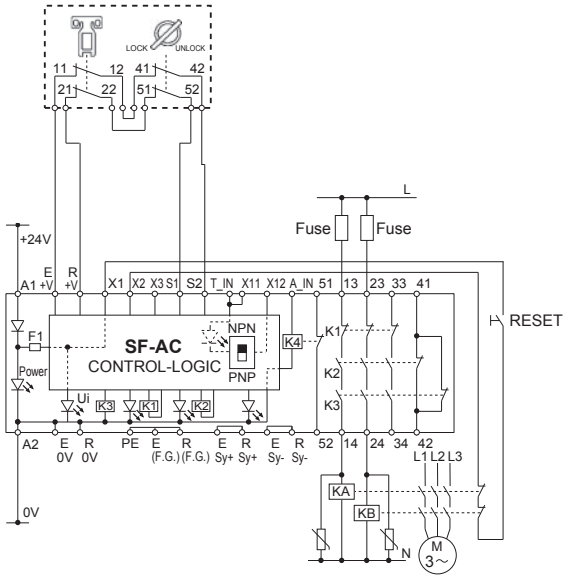 LOCK UNLOCK
11 12 41 42
21 22 51 52
L
Fuse Fuse
+24V
E +V
R +V
A1 X1 X2 X3 S1 S2 T_IN X11 X12 A_IN 51 13 23 33 41
RESET
F1
SF-AC
CONTROL-LOGIC
NPN
PNP
K4
K1
K2
K3
Power
Ui
K3 K1 K2
A2
E 0V
R 0V
PE
E (F.G.)
R (F.G.)
E Sy+
R Sy+
E Sy-
R Sy-
52 14 24 34 42
L1 L2 L3
KA
KB
0V
N
M
3~